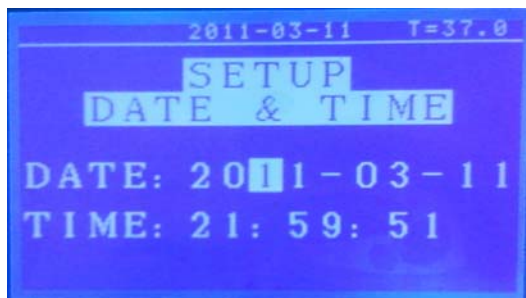 2011-03-11 T=37.0
SETUP
DATE & TIME
DATE: 2011-03-11
TIME: 21: 59: 51